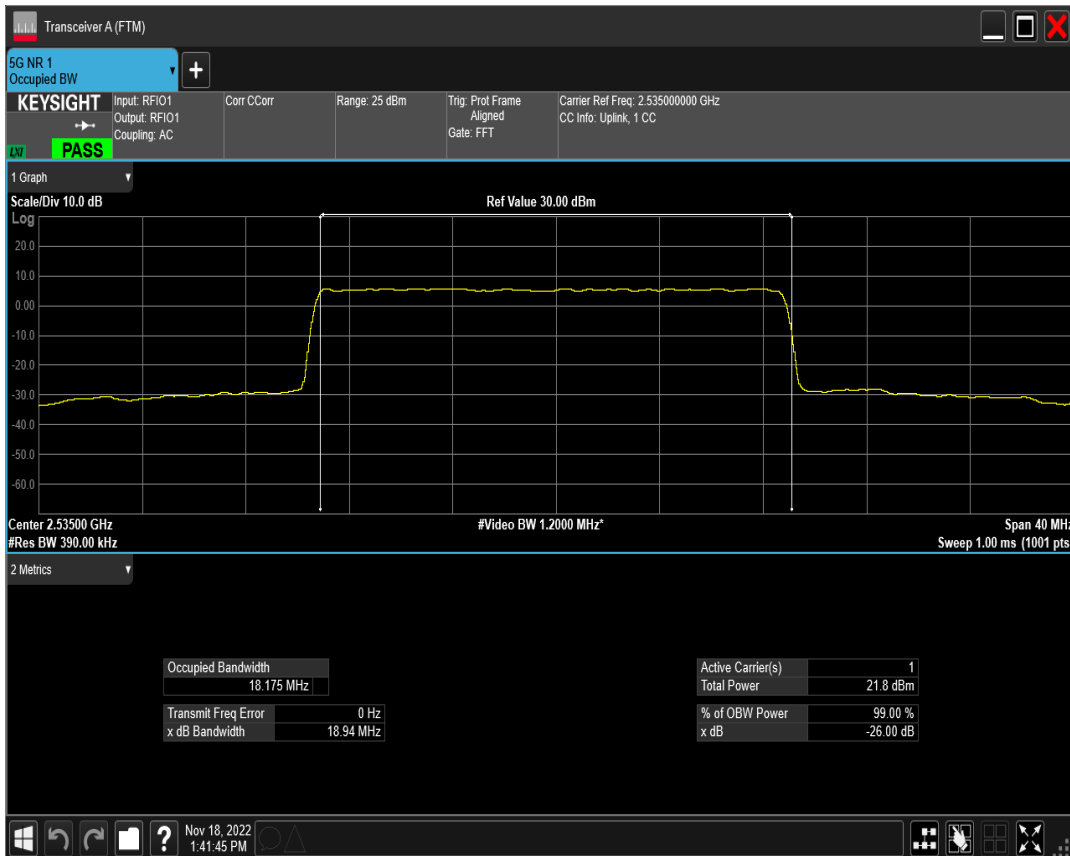 Transceiver A (FTM)
5G NR 1
Occupied BW
+
KEYSIGHT
LXI
PASS
Input: RFIO1
Output: RFIO1
Coupling: AC
Corr CCorr
Range: 25 dBm
Trig: Prot Frame
Aligned
Gate: FFT
Carrier Ref Freq: 2.535000000 GHz
CC Info: Uplink, 1 CC
1 Graph
Scale/Div 10.0 dB
Ref Value 30.00 dBm
Log
20.0
10.0
0.00
-10.0
-20.0
-30.0
-40.0
-50.0
-60.0
Center 2.53500 GHz
#Video BW 1.2000 MHz*
Span 40 MHz
#Res BW 390.00 kHz
Sweep 1.00 ms (1001 pts
2 Metrics
Occupied Bandwidth
18.175 MHz
Transmit Freq Error 0 Hz
x dB Bandwidth 18.94 MHz
Active Carrier(s) 1
Total Power 21.8 dBm
% of OBW Power 99.00 %
x dB -26.00 dB
?
Nov 18, 2022
1:41:45 PM